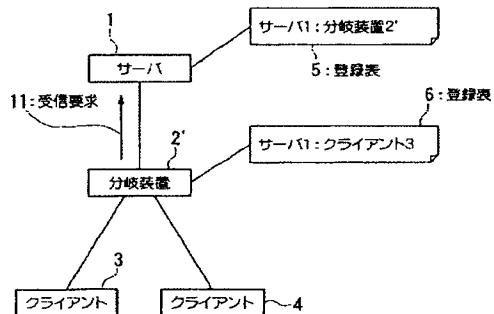 1
サーバ
サーバ1:分岐装置2'
5:登録表
11:受信要求
6:登録表
2'
サーバ1:クライアント3
分岐装置
3
クライアント
クライアント
4